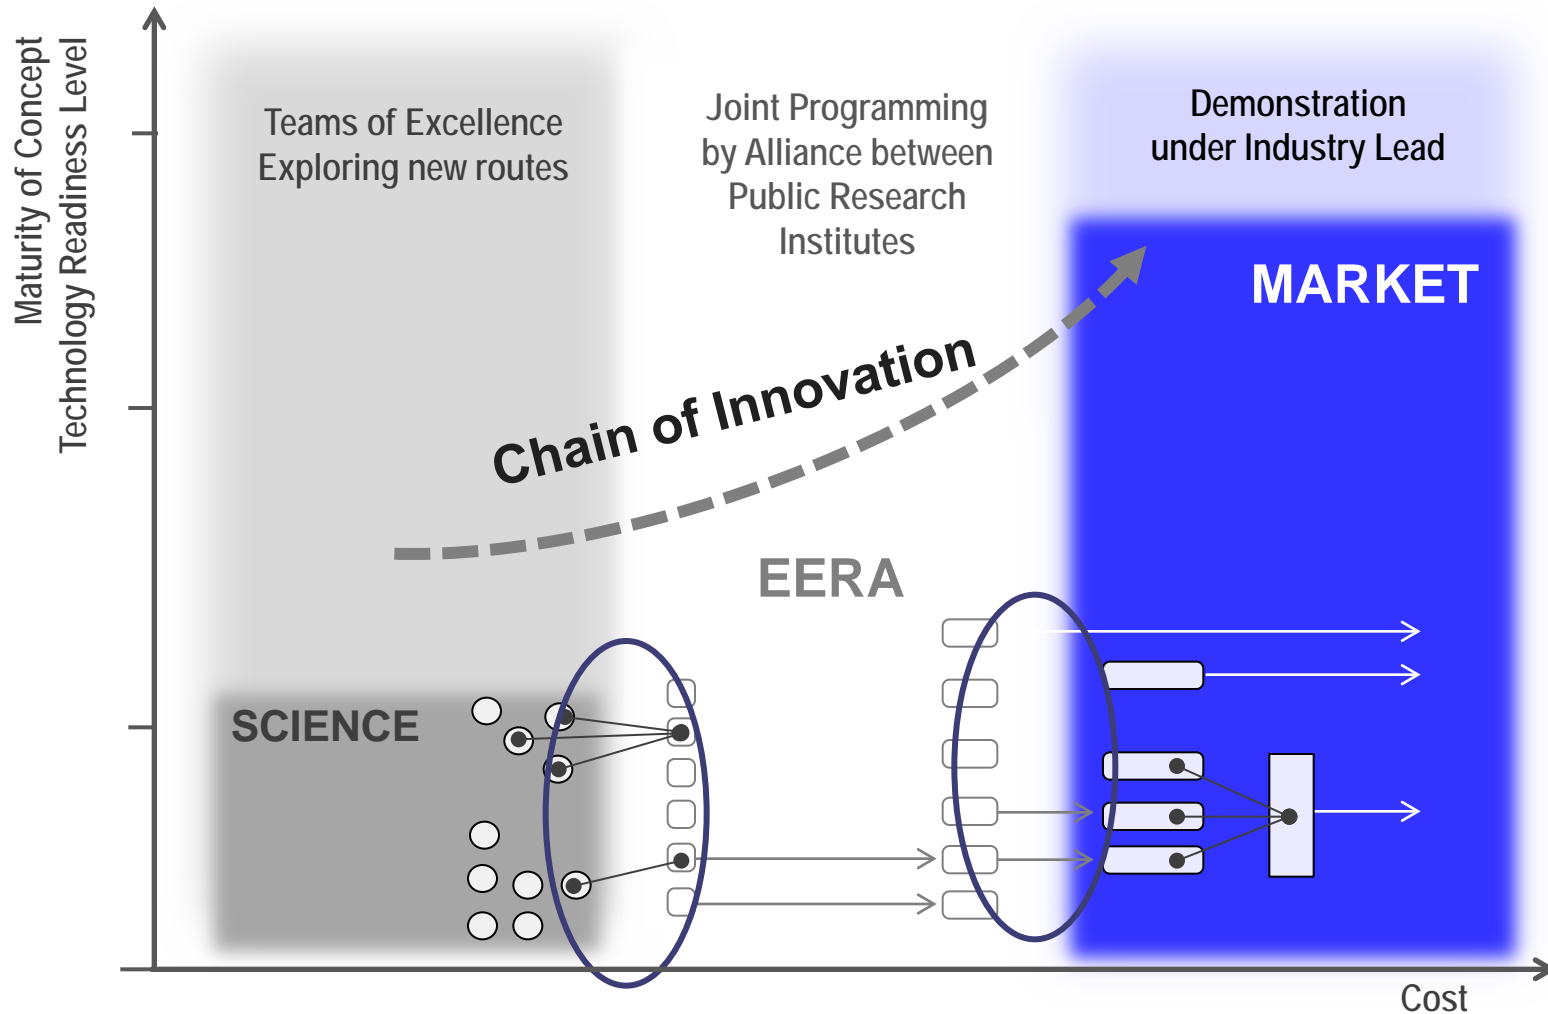 Maturity of Concept
Technology Readiness Level
Teams of Excellence
Exploring new routes
Joint Programming
by Alliance between
Public Research
Institutes
Demonstration
under Industry Lead
MARKET
Chain of Innovation
EERA
SCIENCE
Cost